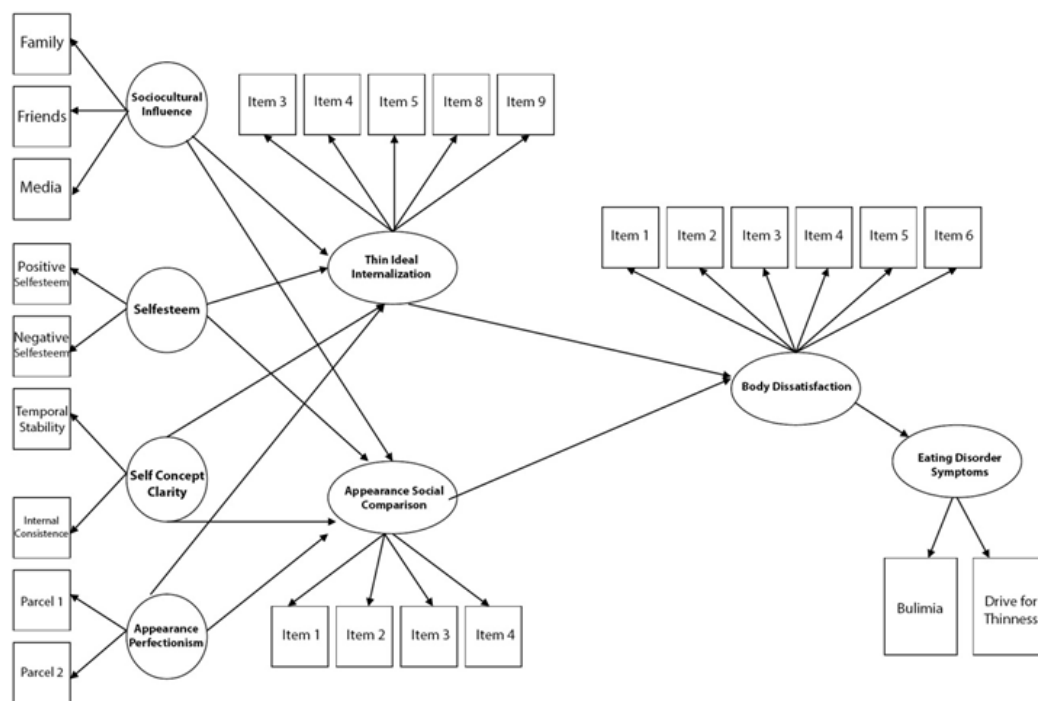 Family
Friends
Media
Sociocultural
Influence
Item 3
Item 4
Item 5
Item 8
Item 9
Positive
Selfesteem
Negative
Selfesteem
Selfesteem
Thin Ideal
Internalization
Item 1
Item 2
Item 3
Item 4
Item 5
Item 6
Temporal
Stability
Internal
Consistence
Self Concept
Clarity
Appearance Social
Comparison
Body Dissatisfaction
Eating Disorder
Symptoms
Parcel 1
Parcel 2
Appearance
Perfectionism
Item 1
Item 2
Item 3
Item 4
Bulimia
Drive for
Thinness